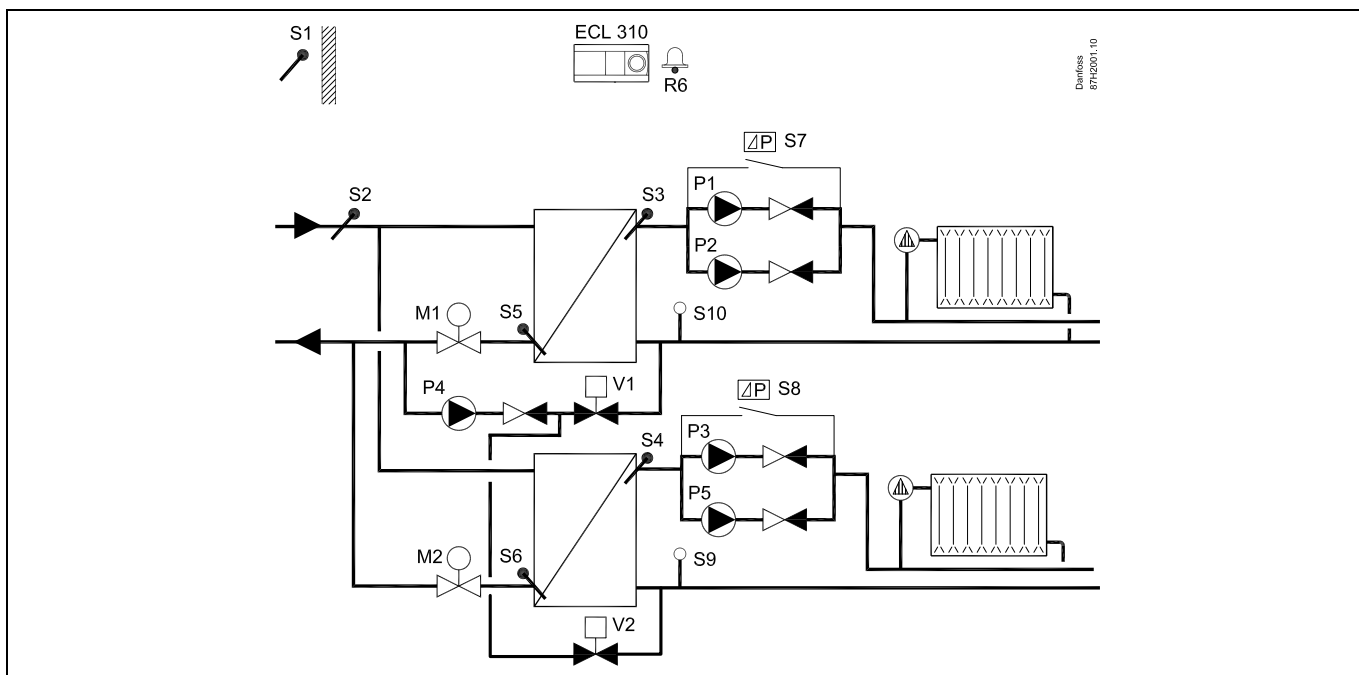 S1
ECL 310
R6
Danfoss
87H2001.10
⊿P S7
S2
P1
S3
P2
M1
S5
S10
P4
V1
⊿P S8
P3
S4
P5
M2
S6
S9
V2